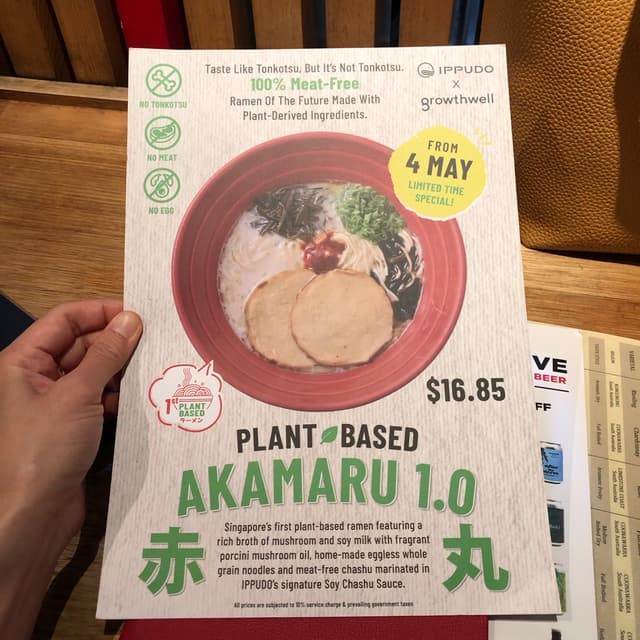 Taste Like Tonkotsu, But It's Not Tonkotsu.
100% Meat-Free
Ramen Of The Future Made With
Plant-Derived Ingredients.
IPPUDO
X
growthwell
NO TONKOTSU
NO MEAT
NO EGG
FROM
4 MAY
LIMITED TIME
SPECIAL!
$16.85
1st PLANT
BASED
ラーメン
PLANT BASED
AKAMARU 1.0
赤丸
Singapore's first plant-based ramen featuring a
rich broth of mushroom and soy milk with fragrant
porcini mushroom oil, home-made eggless whole
grain noodles and meat-free chashu marinated in
IPPUDO's signature Soy Chashu Sauce.
All prices are subjected to 10% service charge & prevailing government taxes
VE
BEER
FF
VARIETAL
Riesling
Chardonnay